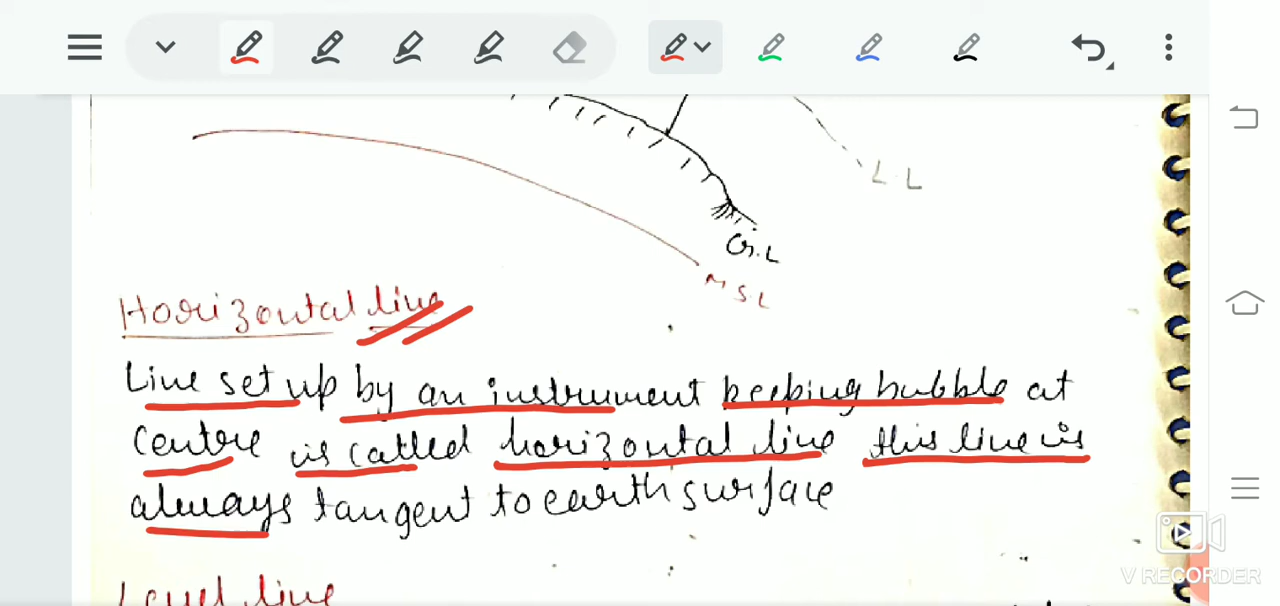 L.L
G.L
M S L
Horizontal line
Line set up by an instrument keeping bubble at
centre is called horizontal line this line is
always tangent to earth surface
Level line
V RECORDER